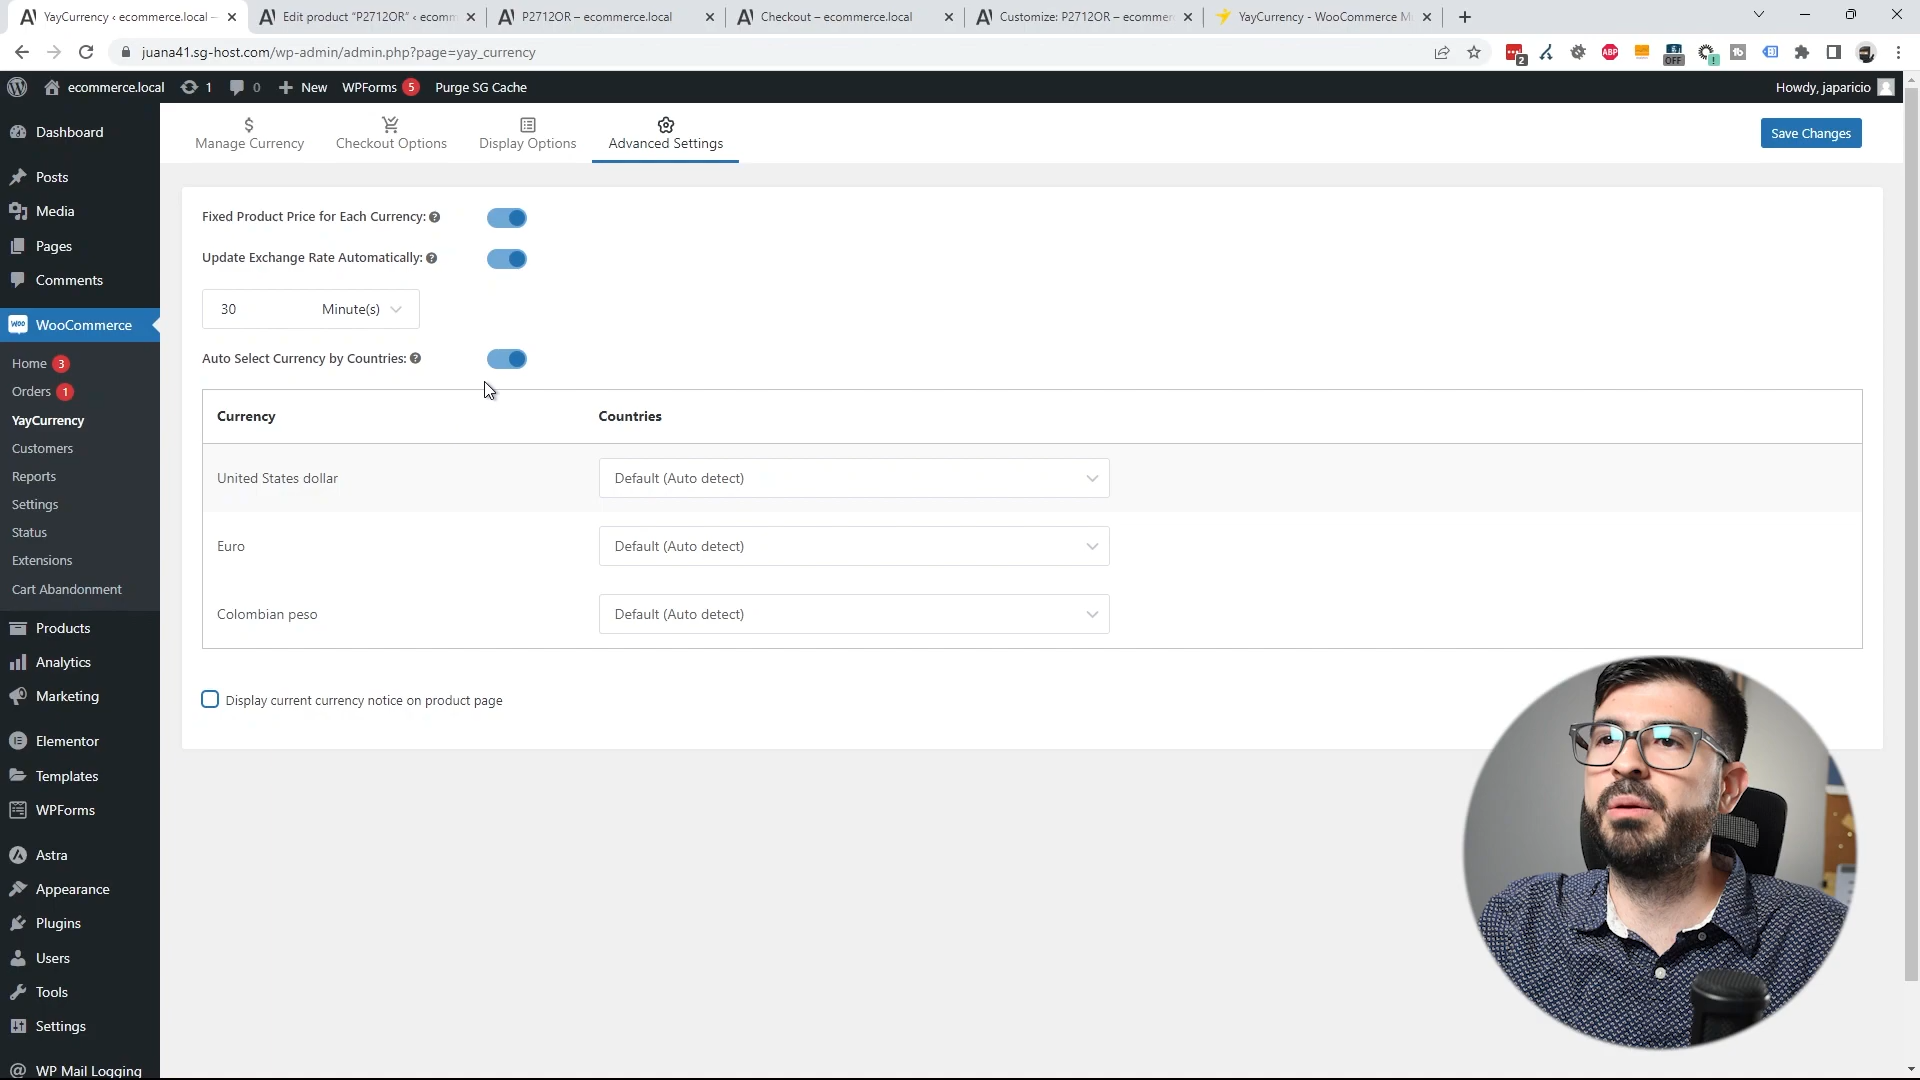 YayCurrency ‹ ecommerce.local –
Edit product “P2712OR” ‹ ecomm
P2712OR – ecommerce.local
Checkout – ecommerce.local
Customize: P2712OR – ecommer
YayCurrency - WooCommerce M
juana41.sg-host.com/wp-admin/admin.php?page=yay_currency
2
ABP
OFF
ecommerce.local
1
0
New
WPForms 5
Purge SG Cache
Howdy, japaricio
Dashboard
Posts
Media
Pages
Comments
WooCommerce
Home 3
Orders 1
YayCurrency
Customers
Reports
Settings
Status
Extensions
Cart Abandonment
Products
Analytics
Marketing
Elementor
Templates
WPForms
Astra
Appearance
Plugins
Users
Tools
Settings
WP Mail Logging
Manage Currency
Checkout Options
Display Options
Advanced Settings
Save Changes
Fixed Product Price for Each Currency:
Update Exchange Rate Automatically:
30 Minute(s)
Auto Select Currency by Countries:
Currency Countries
United States dollar Default (Auto detect)
Euro Default (Auto detect)
Colombian peso Default (Auto detect)
Display current currency notice on product page